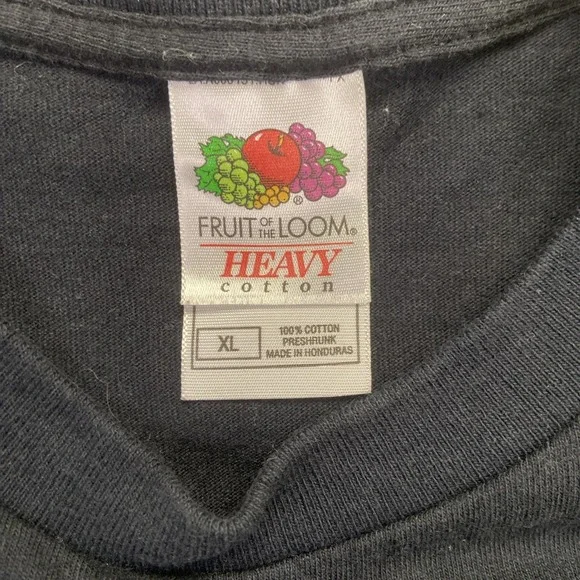 ®
FRUIT OF THE LOOM®
HEAVY
cotton
XL
100% COTTON
PRESHRUNK
MADE IN HONDURAS